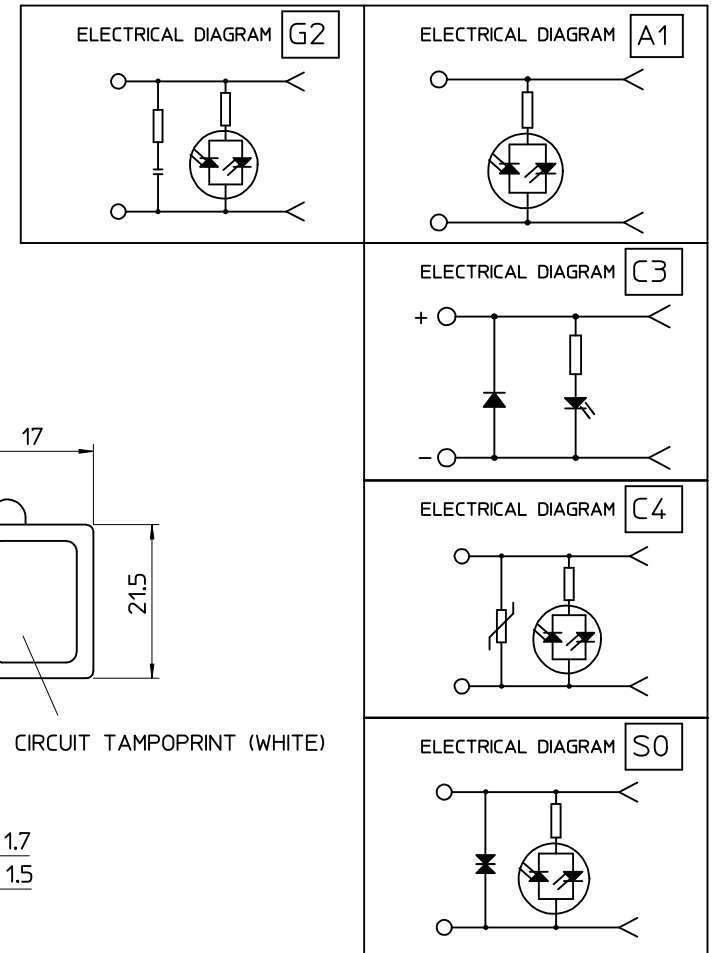 ELECTRICAL DIAGRAM G2
ELECTRICAL DIAGRAM A1
ELECTRICAL DIAGRAM C3
+
−
17
21.5
ELECTRICAL DIAGRAM C4
CIRCUIT TAMPOPRINT (WHITE)
ELECTRICAL DIAGRAM S0
1.7
1.5